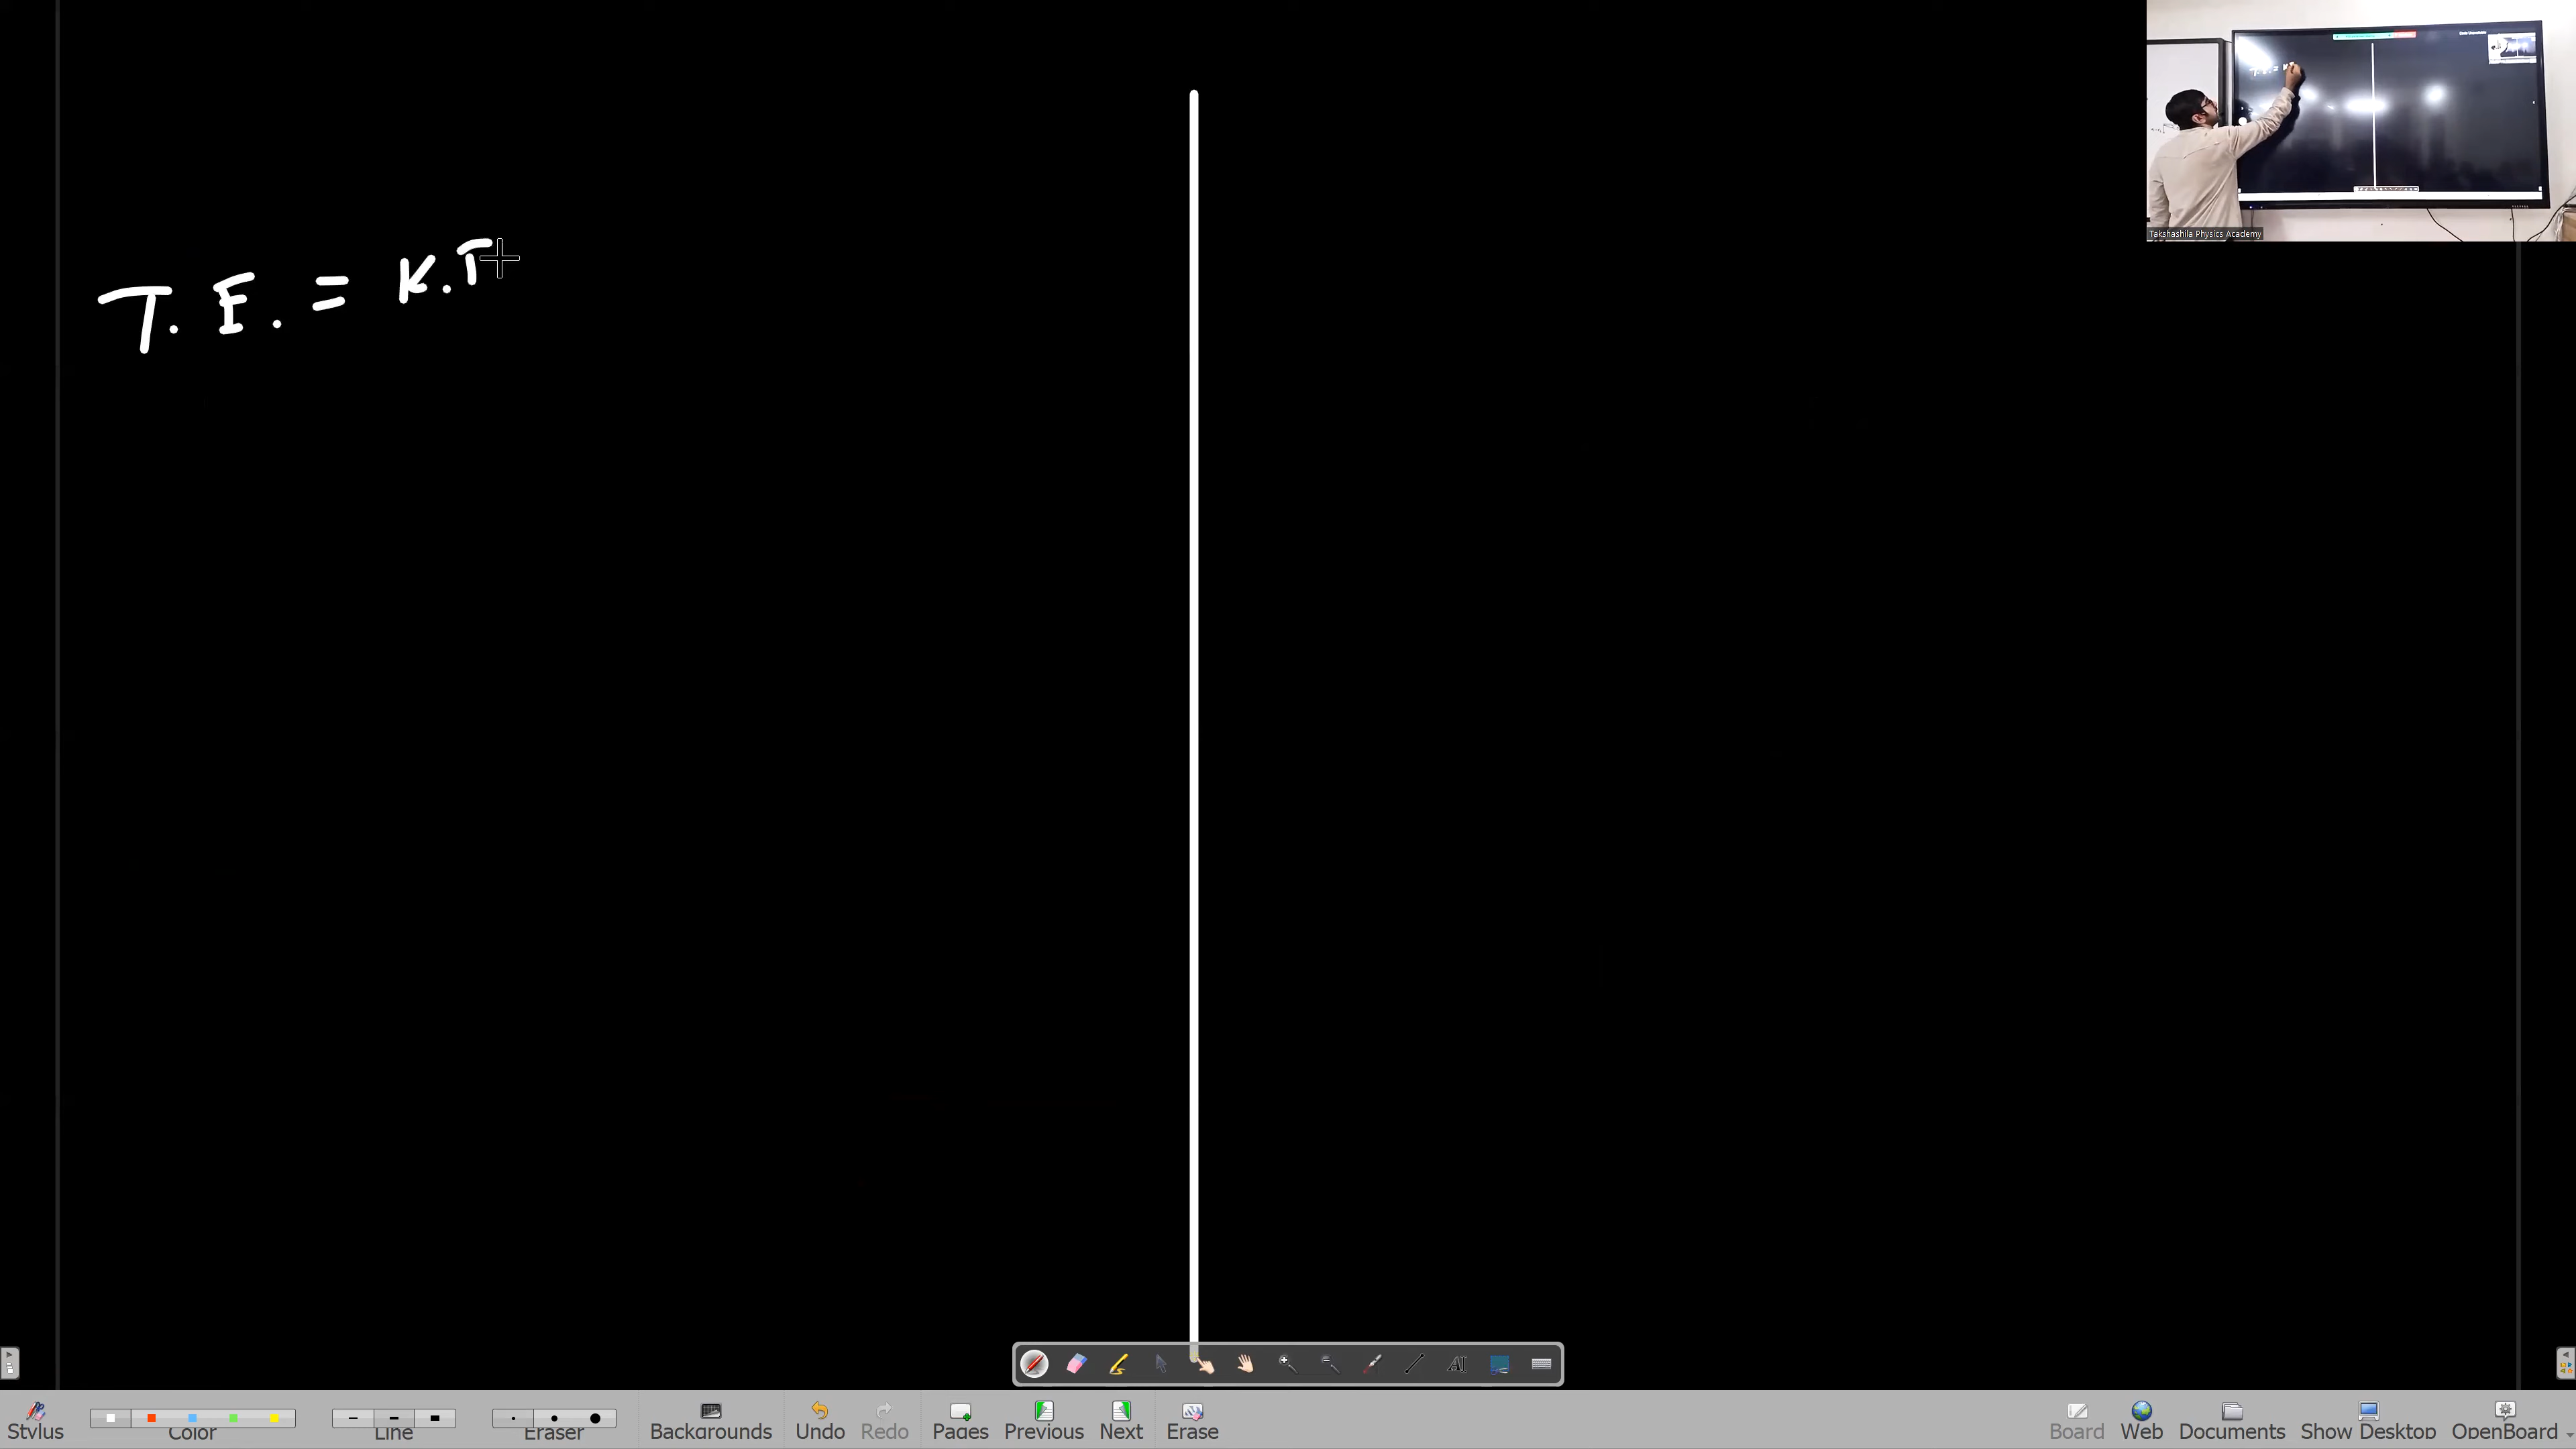 T. E. = K.
Takshashila Physics Academy
Stylus
Color
Line
Eraser
Backgrounds
Undo
Redo
Pages
Previous
Next
Erase
Board
Web
Documents
Show Desktop
OpenBoard